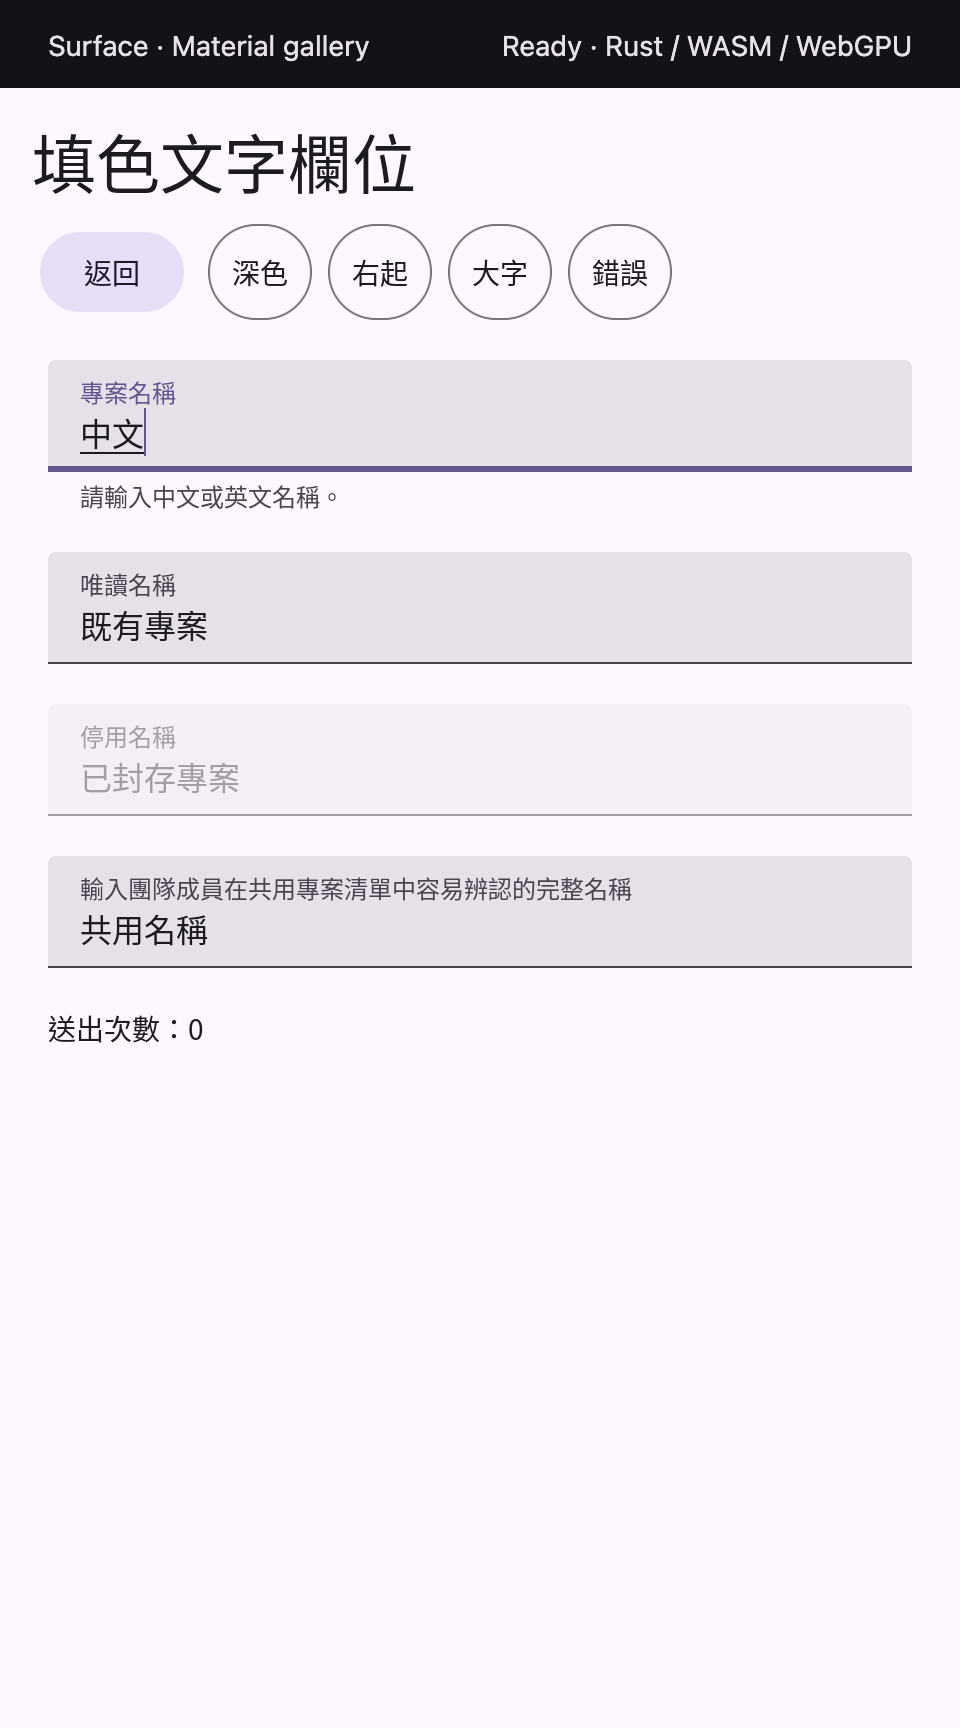 Surface · Material gallery
Ready · Rust / WASM / WebGPU
填色文字欄位
返回
深色
右起
大字
錯誤
專案名稱
中文
請輸入中文或英文名稱。
唯讀名稱
既有專案
停用名稱
已封存專案
輸入團隊成員在共用專案清單中容易辨認的完整名稱
共用名稱
送出次數：0